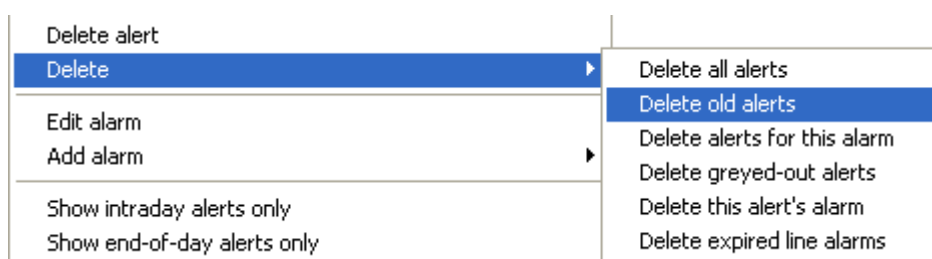 Delete alert
Delete
Edit alarm
Add alarm
Show intraday alerts only
Show end-of-day alerts only
Delete all alerts
Delete old alerts
Delete alerts for this alarm
Delete greyed-out alerts
Delete this alert's alarm
Delete expired line alarms